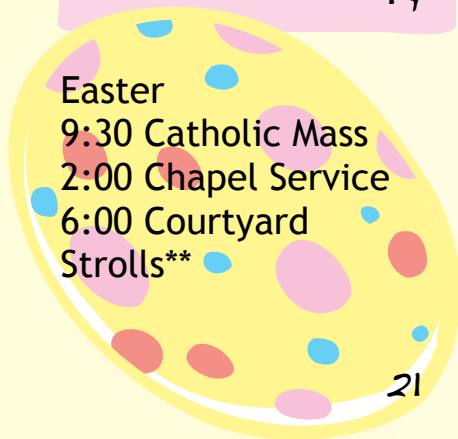 Easter
9:30 Catholic Mass
2:00 Chapel Service
6:00 Courtyard
Strolls**
21